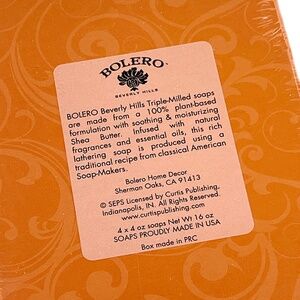 BOLERO
BEVERLY HILLS
BOLERO Beverly Hills Triple-Milled soaps
are made from a 100% plant-based
formulation with soothing & moisturizing
Shea Butter. Infused with natural
fragrances and essential oils, this rich
lathering soap is produced using a
traditional recipe from classical American
Soap-Makers.
Bolero Home Decor
Sherman Oaks, CA 91413
© SEPS Licensed by Curtis Publishing,
Indianapolis, IN. All Rights Reserved.
www.curtispublishing.com
4 x 4 oz soaps Net Wt 16 oz
SOAPS PROUDLY MADE IN USA
Box made in PRC